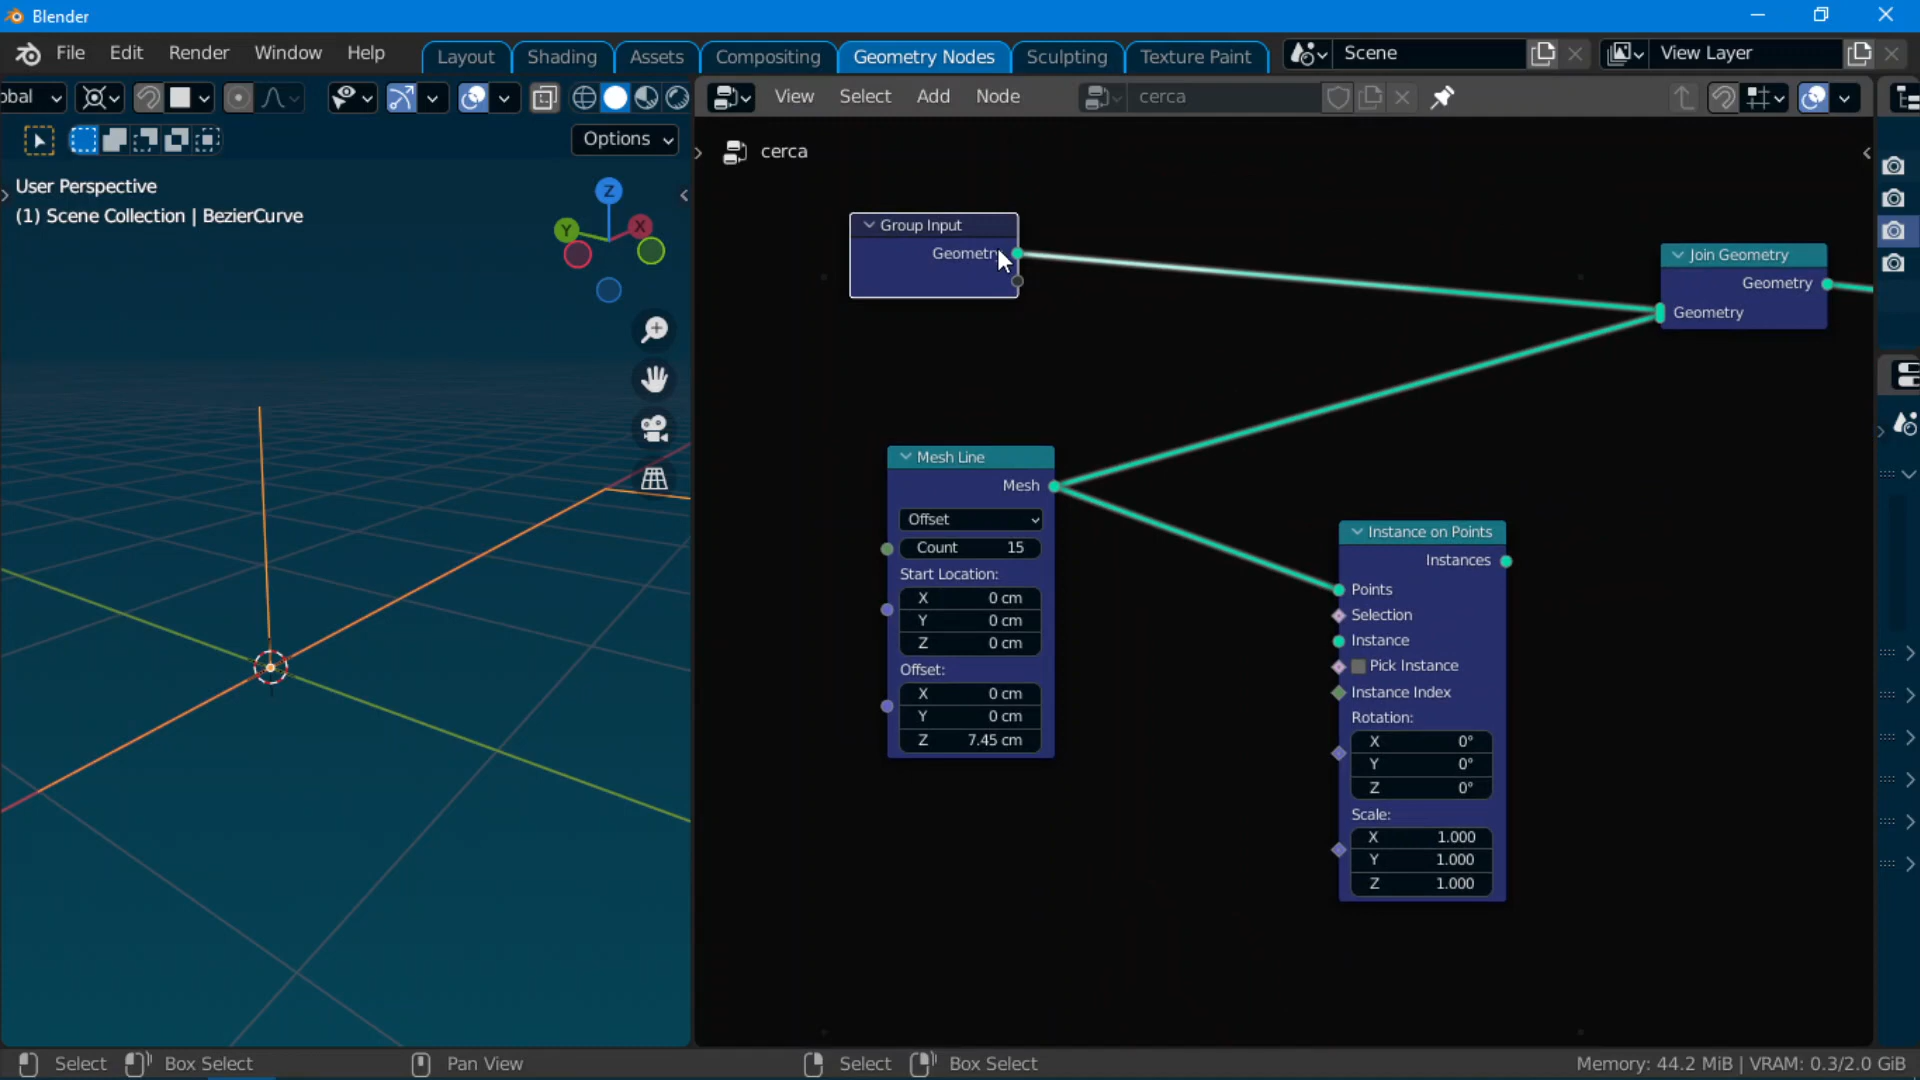 Blender
File Edit Render Window Help Layout Shading Assets Compositing Geometry Nodes Sculpting Texture Paint Scene View Layer
obal View Select Add Node cerca
Options
cerca
User Perspective
(1) Scene Collection | BezierCurve
Z
Y
X
Group Input
Geometry
Join Geometry
Geometry
Geometry
Mesh Line
Mesh
Offset
Count 15
Start Location:
X 0 cm
Y 0 cm
Z 0 cm
Offset:
X 0 cm
Y 0 cm
Z 7.45 cm
Instance on Points
Instances
Points
Selection
Instance
Pick Instance
Instance Index
Rotation:
X 0°
Y 0°
Z 0°
Scale:
X 1.000
Y 1.000
Z 1.000
Select Box Select Pan View Select Box Select Memory: 44.2 MiB | VRAM: 0.3/2.0 GiB